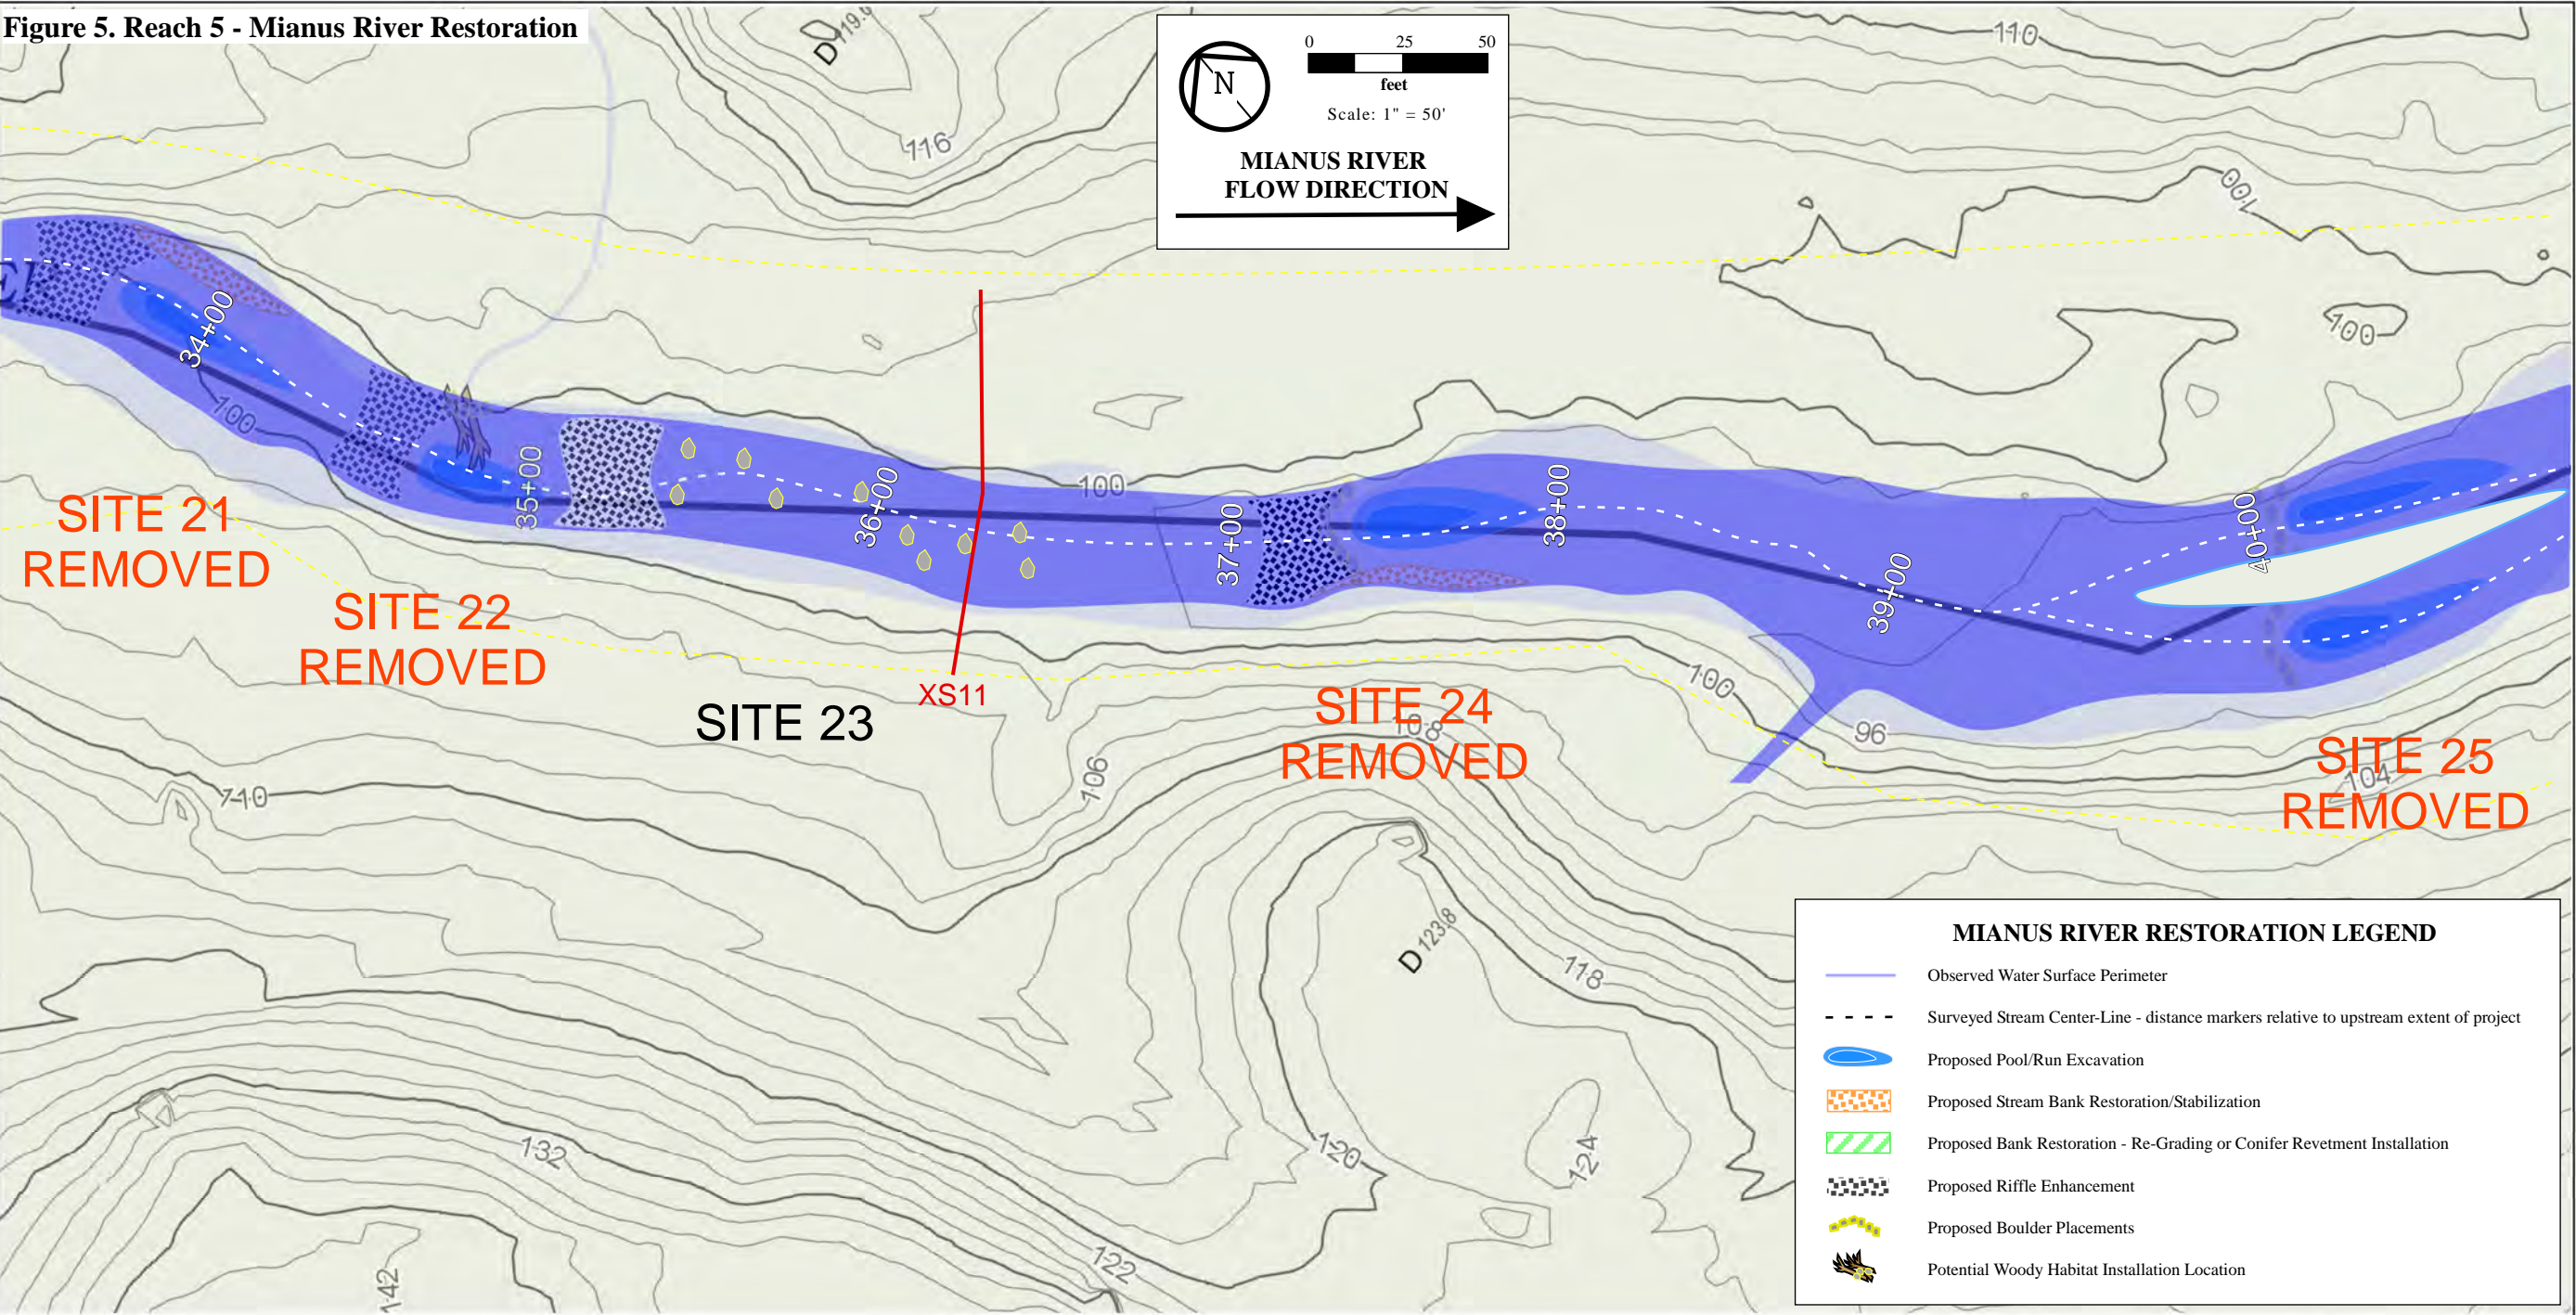 Figure 5. Reach 5 - Mianus River Restoration
0 25 50
feet
Scale: 1" = 50'
N
MIANUS RIVER
FLOW DIRECTION
D 119.0
116
110
100
100
34+00
100
35+00
36+00
100
37+00
38+00
39+00
40+00
SITE 21
REMOVED
SITE 22
REMOVED
SITE 23
XS11
SITE 24
REMOVED
108
100
96
SITE 25
REMOVED
104
110
106
D 123.8
118
132
120
124
122
142
MIANUS RIVER RESTORATION LEGEND
Observed Water Surface Perimeter
Surveyed Stream Center-Line - distance markers relative to upstream extent of project
Proposed Pool/Run Excavation
Proposed Stream Bank Restoration/Stabilization
Proposed Bank Restoration - Re-Grading or Conifer Revetment Installation
Proposed Riffle Enhancement
Proposed Boulder Placements
Potential Woody Habitat Installation Location